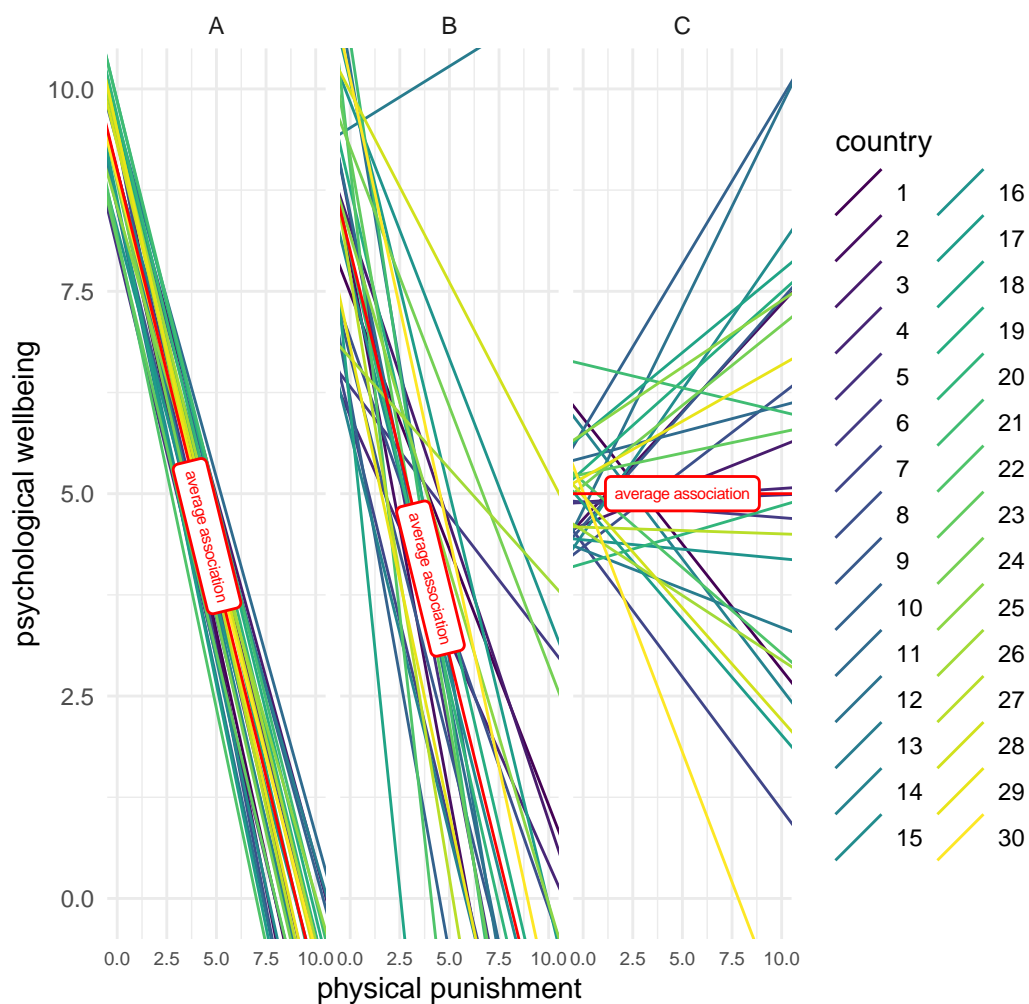 A B C
psychological wellbeing
10.0
7.5
5.0
2.5
0.0
average association
average association
average association
0.0 2.5 5.0 7.5 10.0 0.0 2.5 5.0 7.5 10.0 0.0 2.5 5.0 7.5 10.0
physical punishment
country
1 16
2 17
3 18
4 19
5 20
6 21
7 22
8 23
9 24
10 25
11 26
12 27
13 28
14 29
15 30